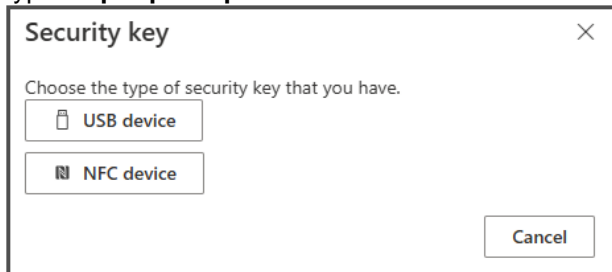 Security key
Choose the type of security key that you have.
USB device
NFC device
Cancel